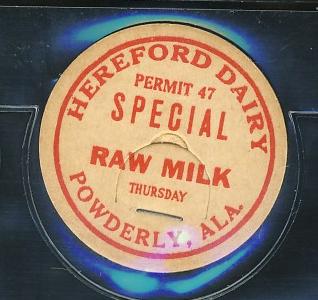 HEREFORD DAIRY
PERMIT 47
SPECIAL
RAW MILK
THURSDAY
POWDERLY, ALA.